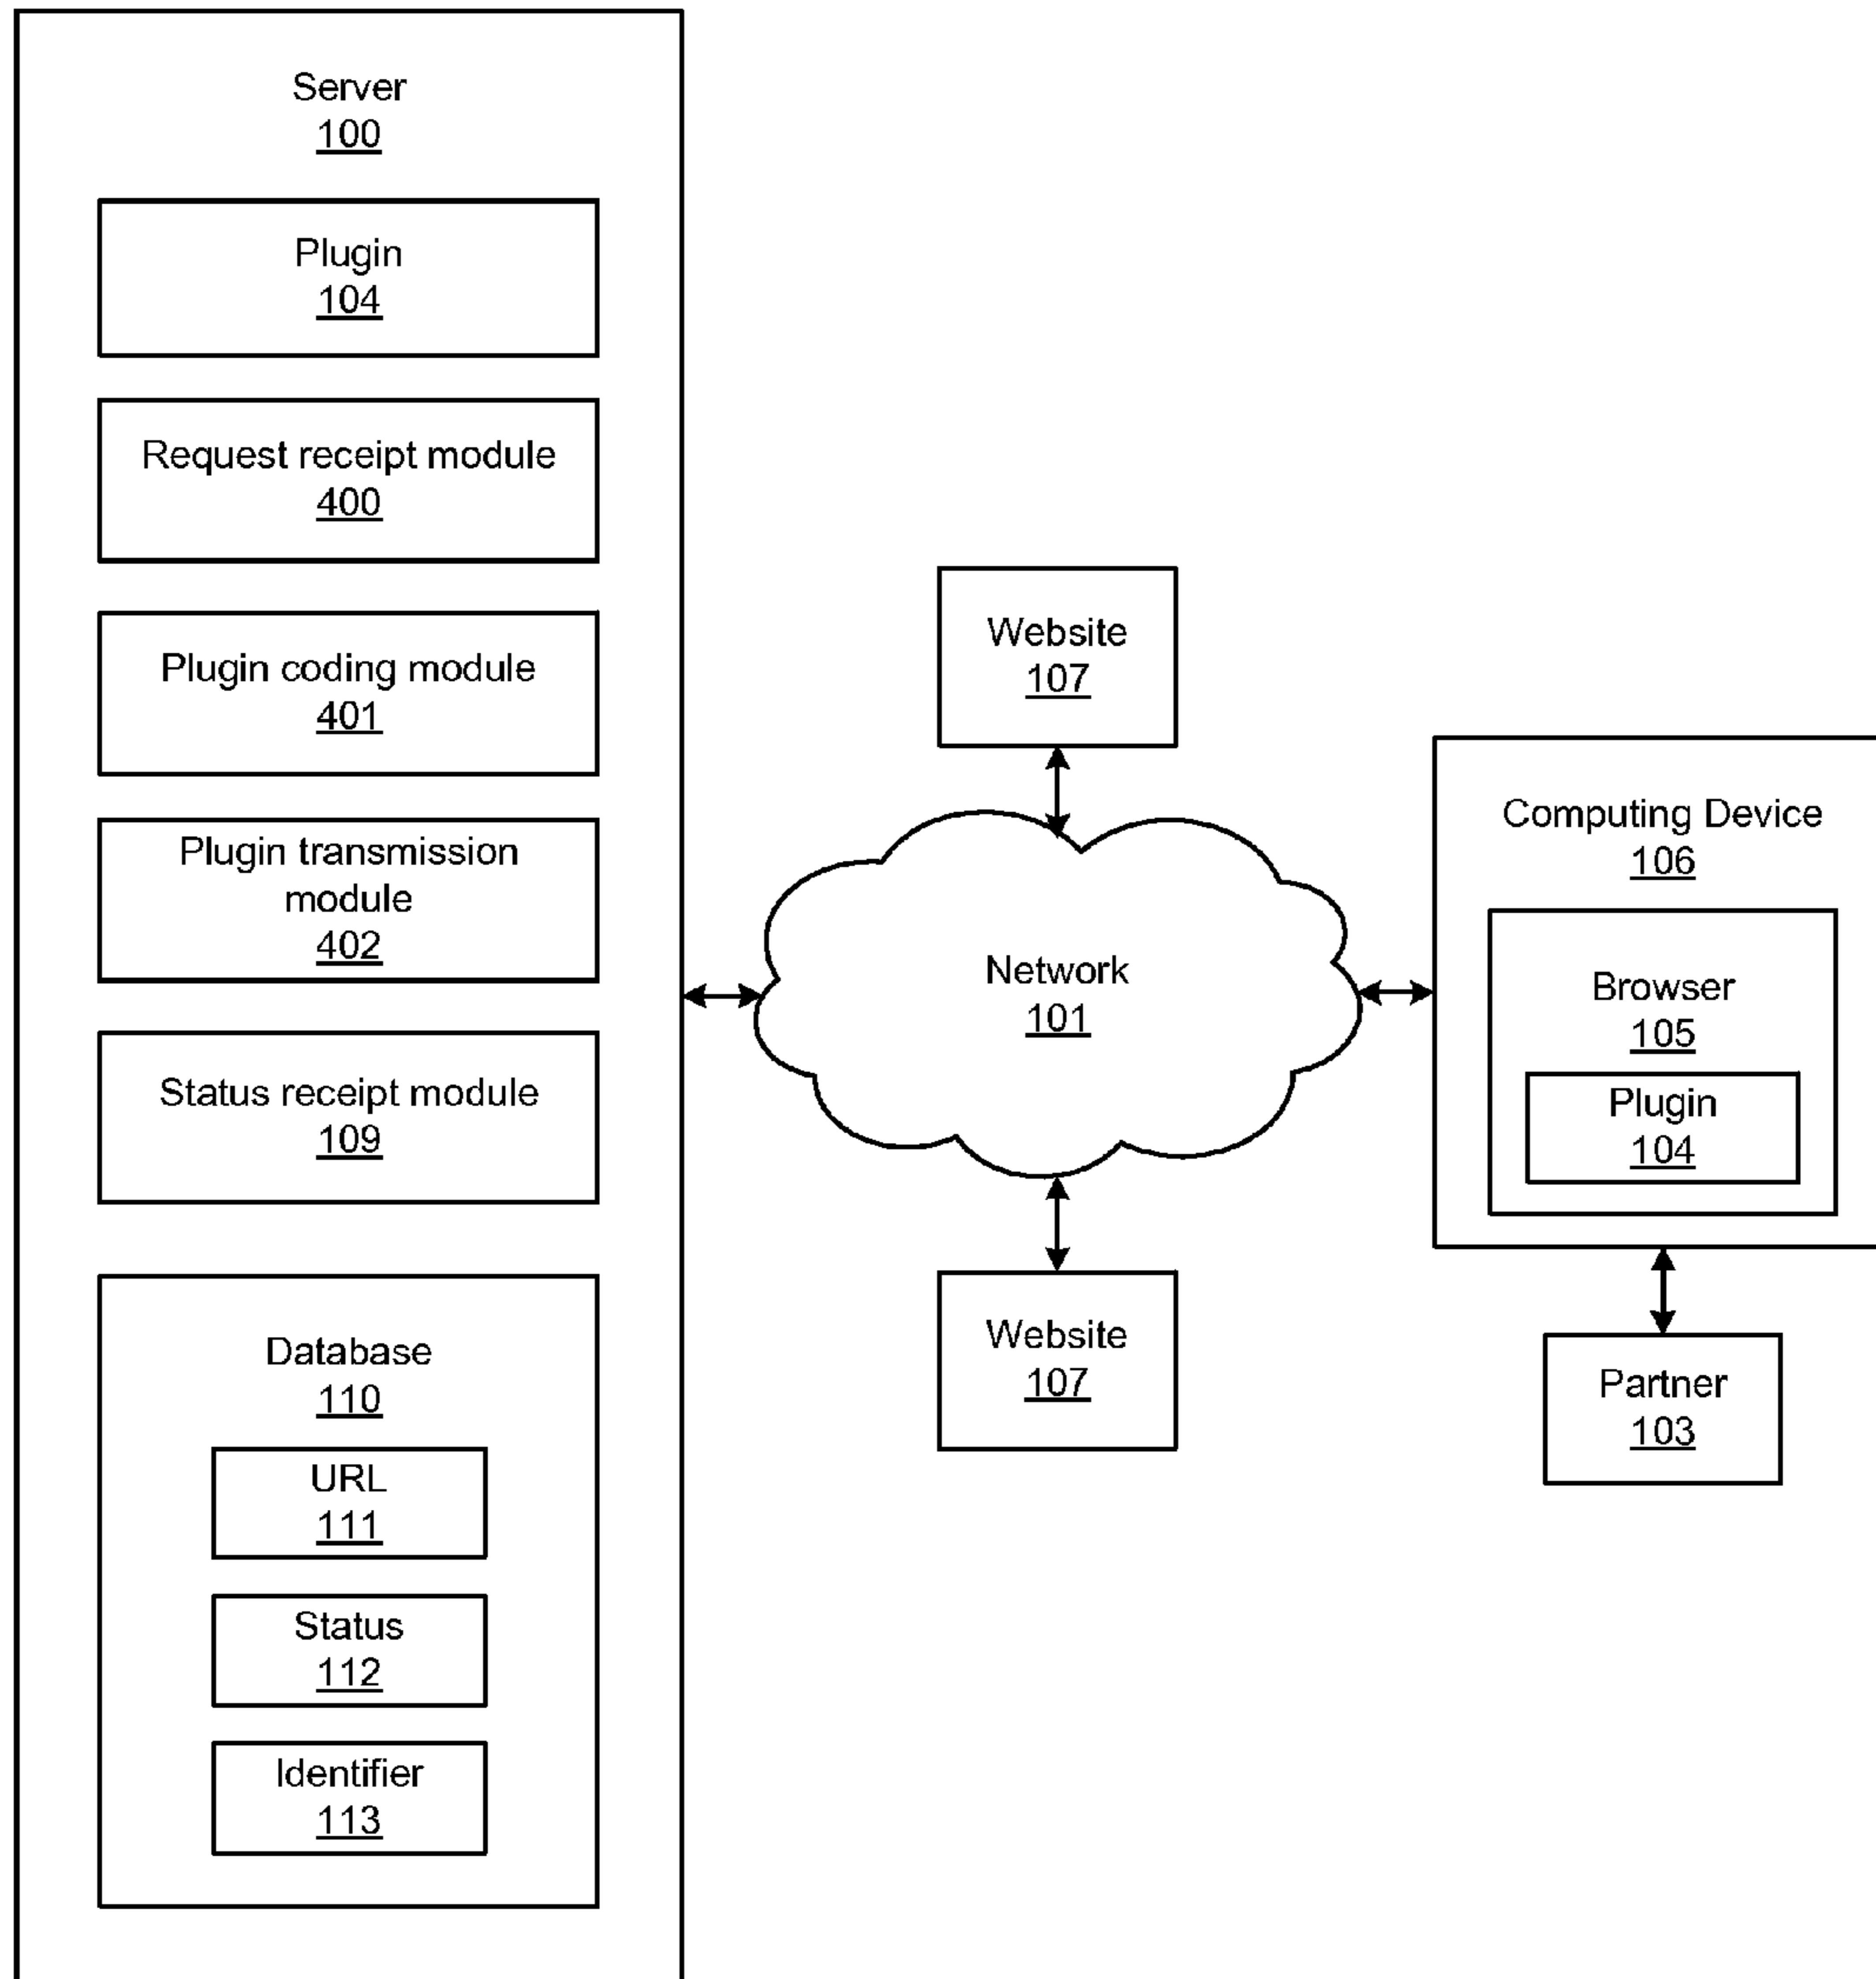 Server
100
Plugin
104
Request receipt module
400
Plugin coding module
401
Plugin transmission
module
402
Status receipt module
109
Database
110
URL
111
Status
112
Identifier
113
Website
107
Network
101
Website
107
Computing Device
106
Browser
105
Plugin
104
Partner
103